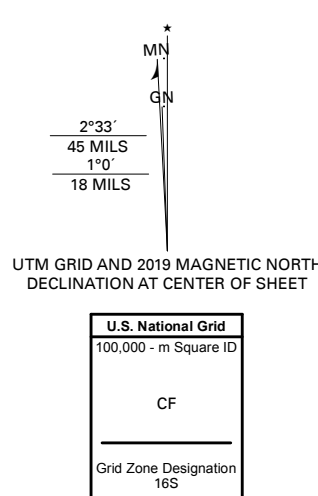 MN
GN
2°33´
45 MILS
1°0´
18 MILS
UTM GRID AND 2019 MAGNETIC NORTH
DECLINATION AT CENTER OF SHEET
U.S. National Grid
100,000 - m Square ID
CF
Grid Zone Designation
16S